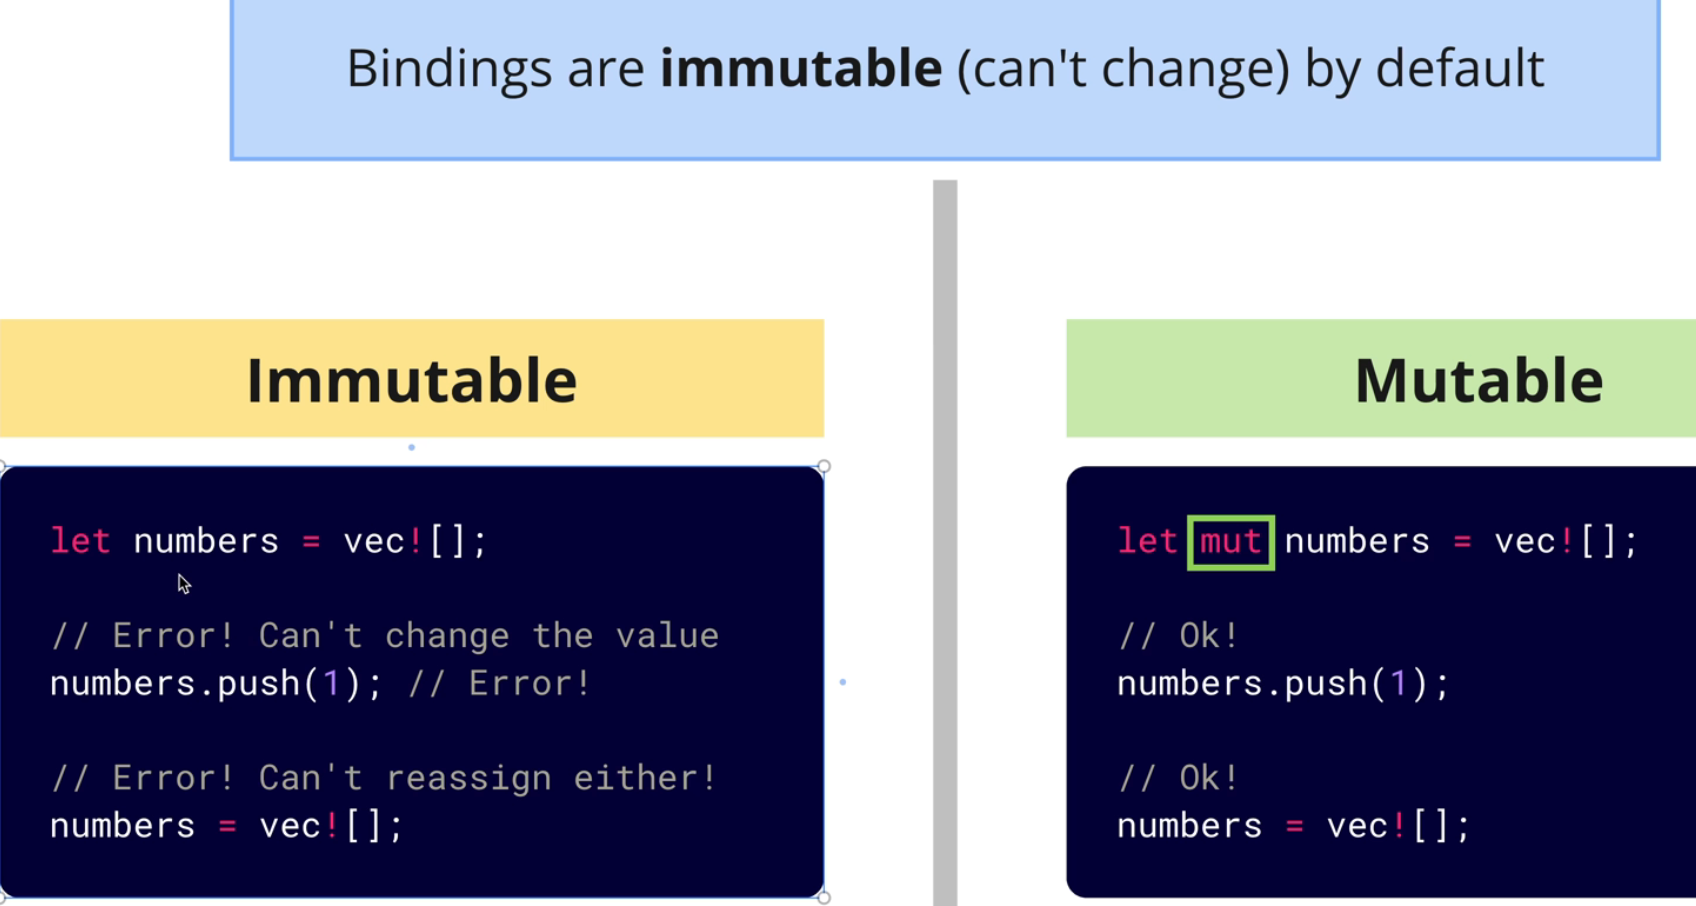 Bindings are immutable (can't change) by default
Immutable
let numbers = vec![];
// Error! Can't change the value
numbers.push(1); // Error!
// Error! Can't reassign either!
numbers = vec![];
Mutable
let mut numbers = vec![];
// Ok!
numbers.push(1);
// Ok!
numbers = vec![];